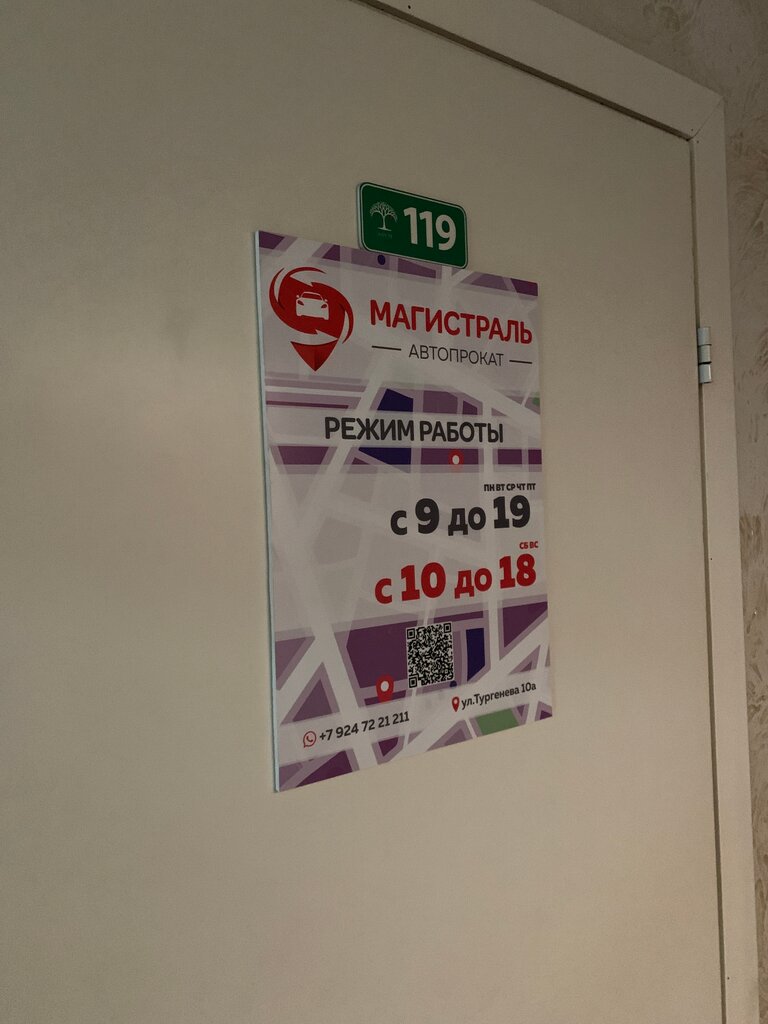 119
МАГИСТРАЛЬ
АВТОПРОКАТ
РЕЖИМ РАБОТЫ
ПН ВТ СР ЧТ ПТ
с 9 до 19
СБ ВС
с 10 до 18
+7 924 72 21 211
ул.Тургенева 10а